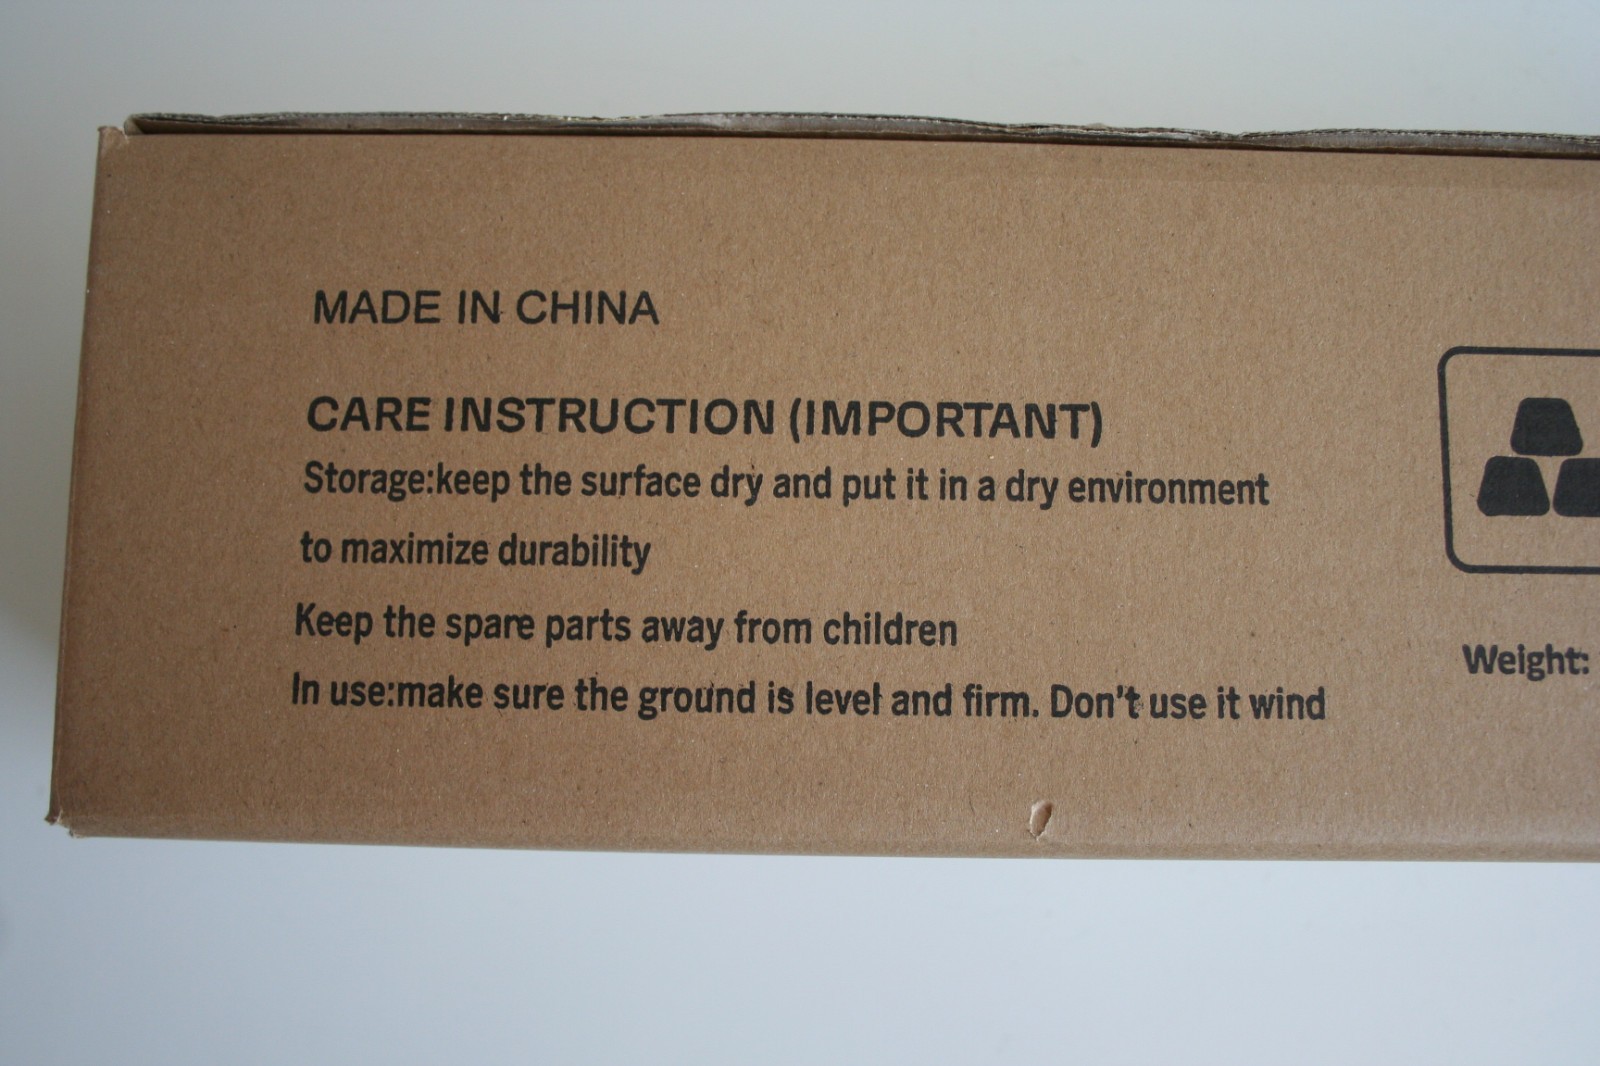 MADE IN CHINA
CARE INSTRUCTION (IMPORTANT)
Storage:keep the surface dry and put it in a dry environment
to maximize durability
Keep the spare parts away from children
In use:make sure the ground is level and firm. Don't use it wind
Weight: